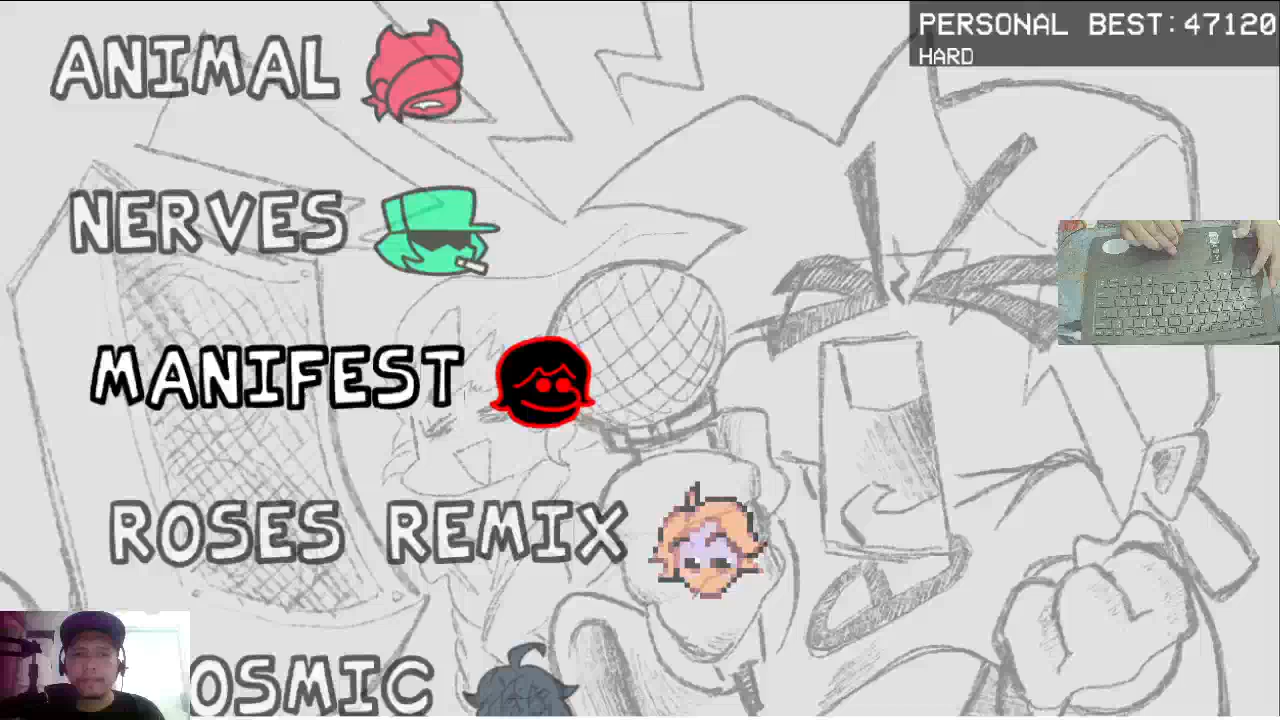 PERSONAL BEST:47120
HARD
ANIMAL
NERVES
MANIFEST
ROSES REMIX
OSMIC